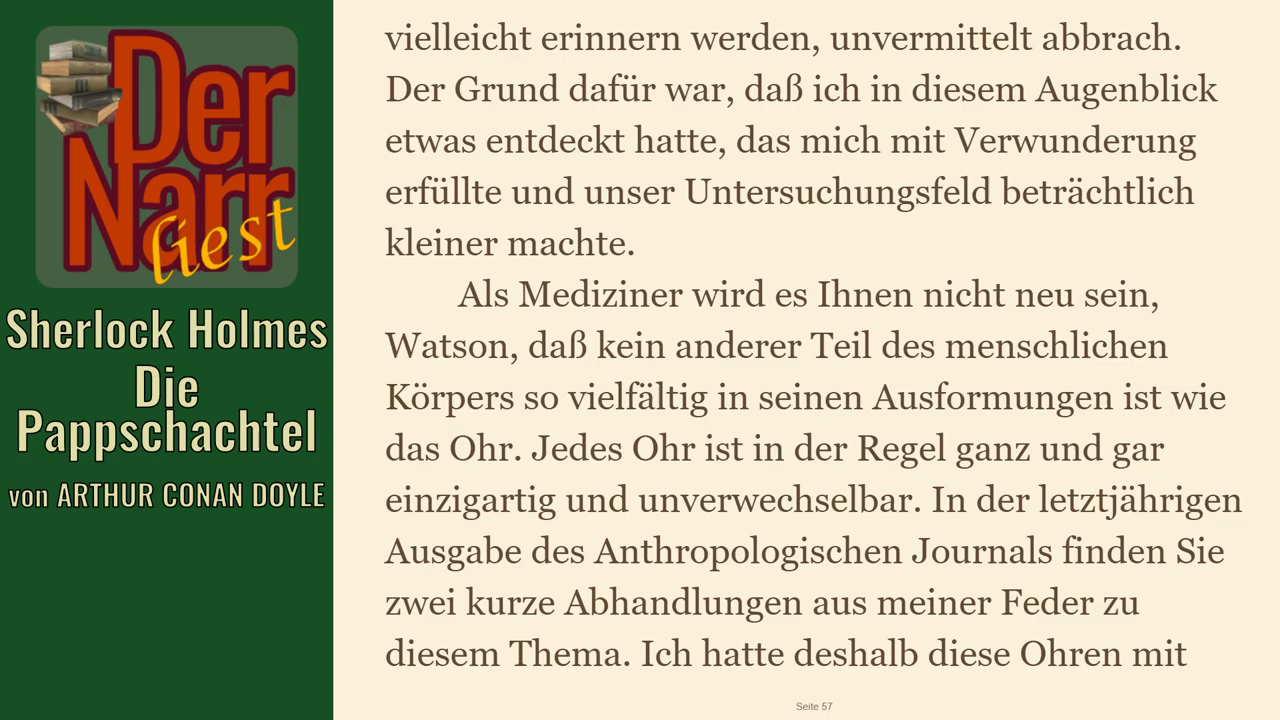 Der
Narr
liest
Sherlock Holmes
Die
Pappschachtel
von ARTHUR CONAN DOYLE
vielleicht erinnern werden, unvermittelt abbrach.
Der Grund dafür war, daß ich in diesem Augenblick
etwas entdeckt hatte, das mich mit Verwunderung
erfüllte und unser Untersuchungsfeld beträchtlich
kleiner machte.
Als Mediziner wird es Ihnen nicht neu sein,
Watson, daß kein anderer Teil des menschlichen
Körpers so vielfältig in seinen Ausformungen ist wie
das Ohr. Jedes Ohr ist in der Regel ganz und gar
einzigartig und unverwechselbar. In der letztjährigen
Ausgabe des Anthropologischen Journals finden Sie
zwei kurze Abhandlungen aus meiner Feder zu
diesem Thema. Ich hatte deshalb diese Ohren mit
Seite 57